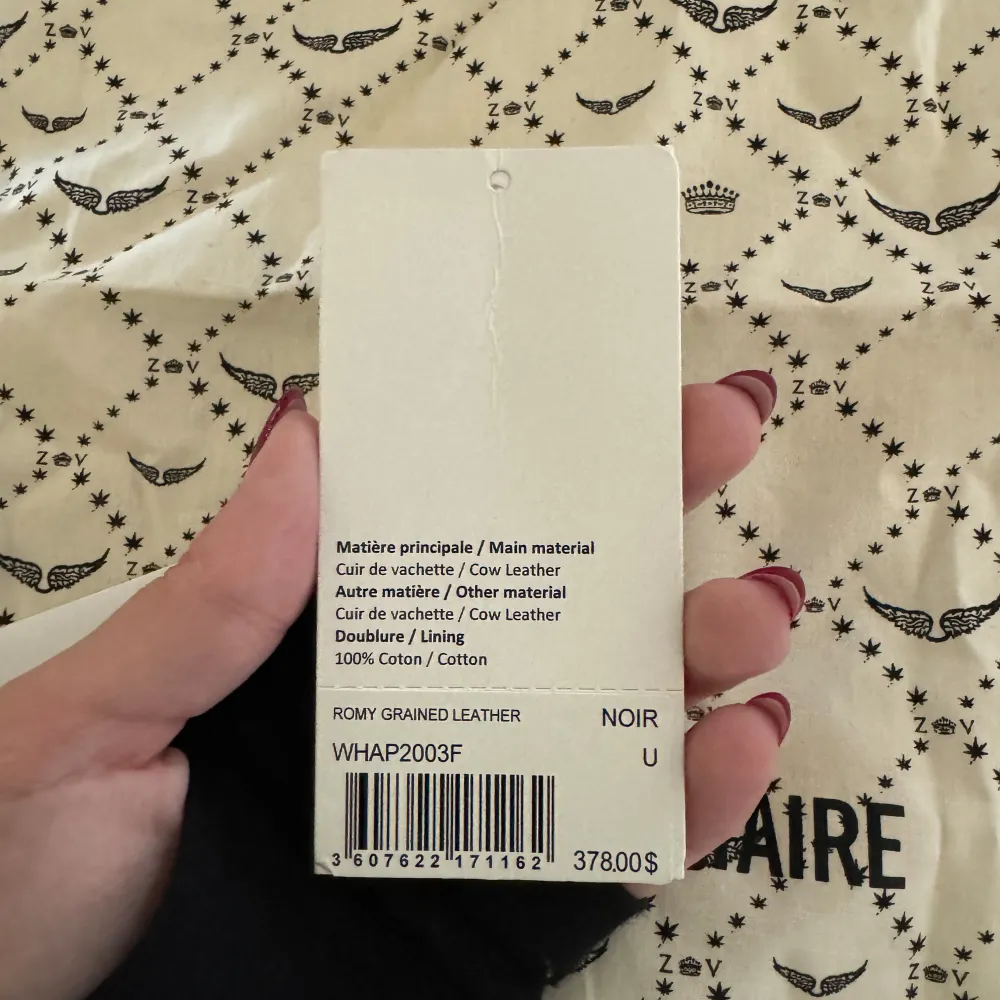 Matière principale / Main material
Cuir de vachette / Cow Leather
Autre matière / Other material
Cuir de vachette / Cow Leather
Doublure / Lining
100% Coton / Cotton
ROMY GRAINED LEATHER NOIR
WHAP2003F U
3 607622 171162 378.00$
AIRE
Z V